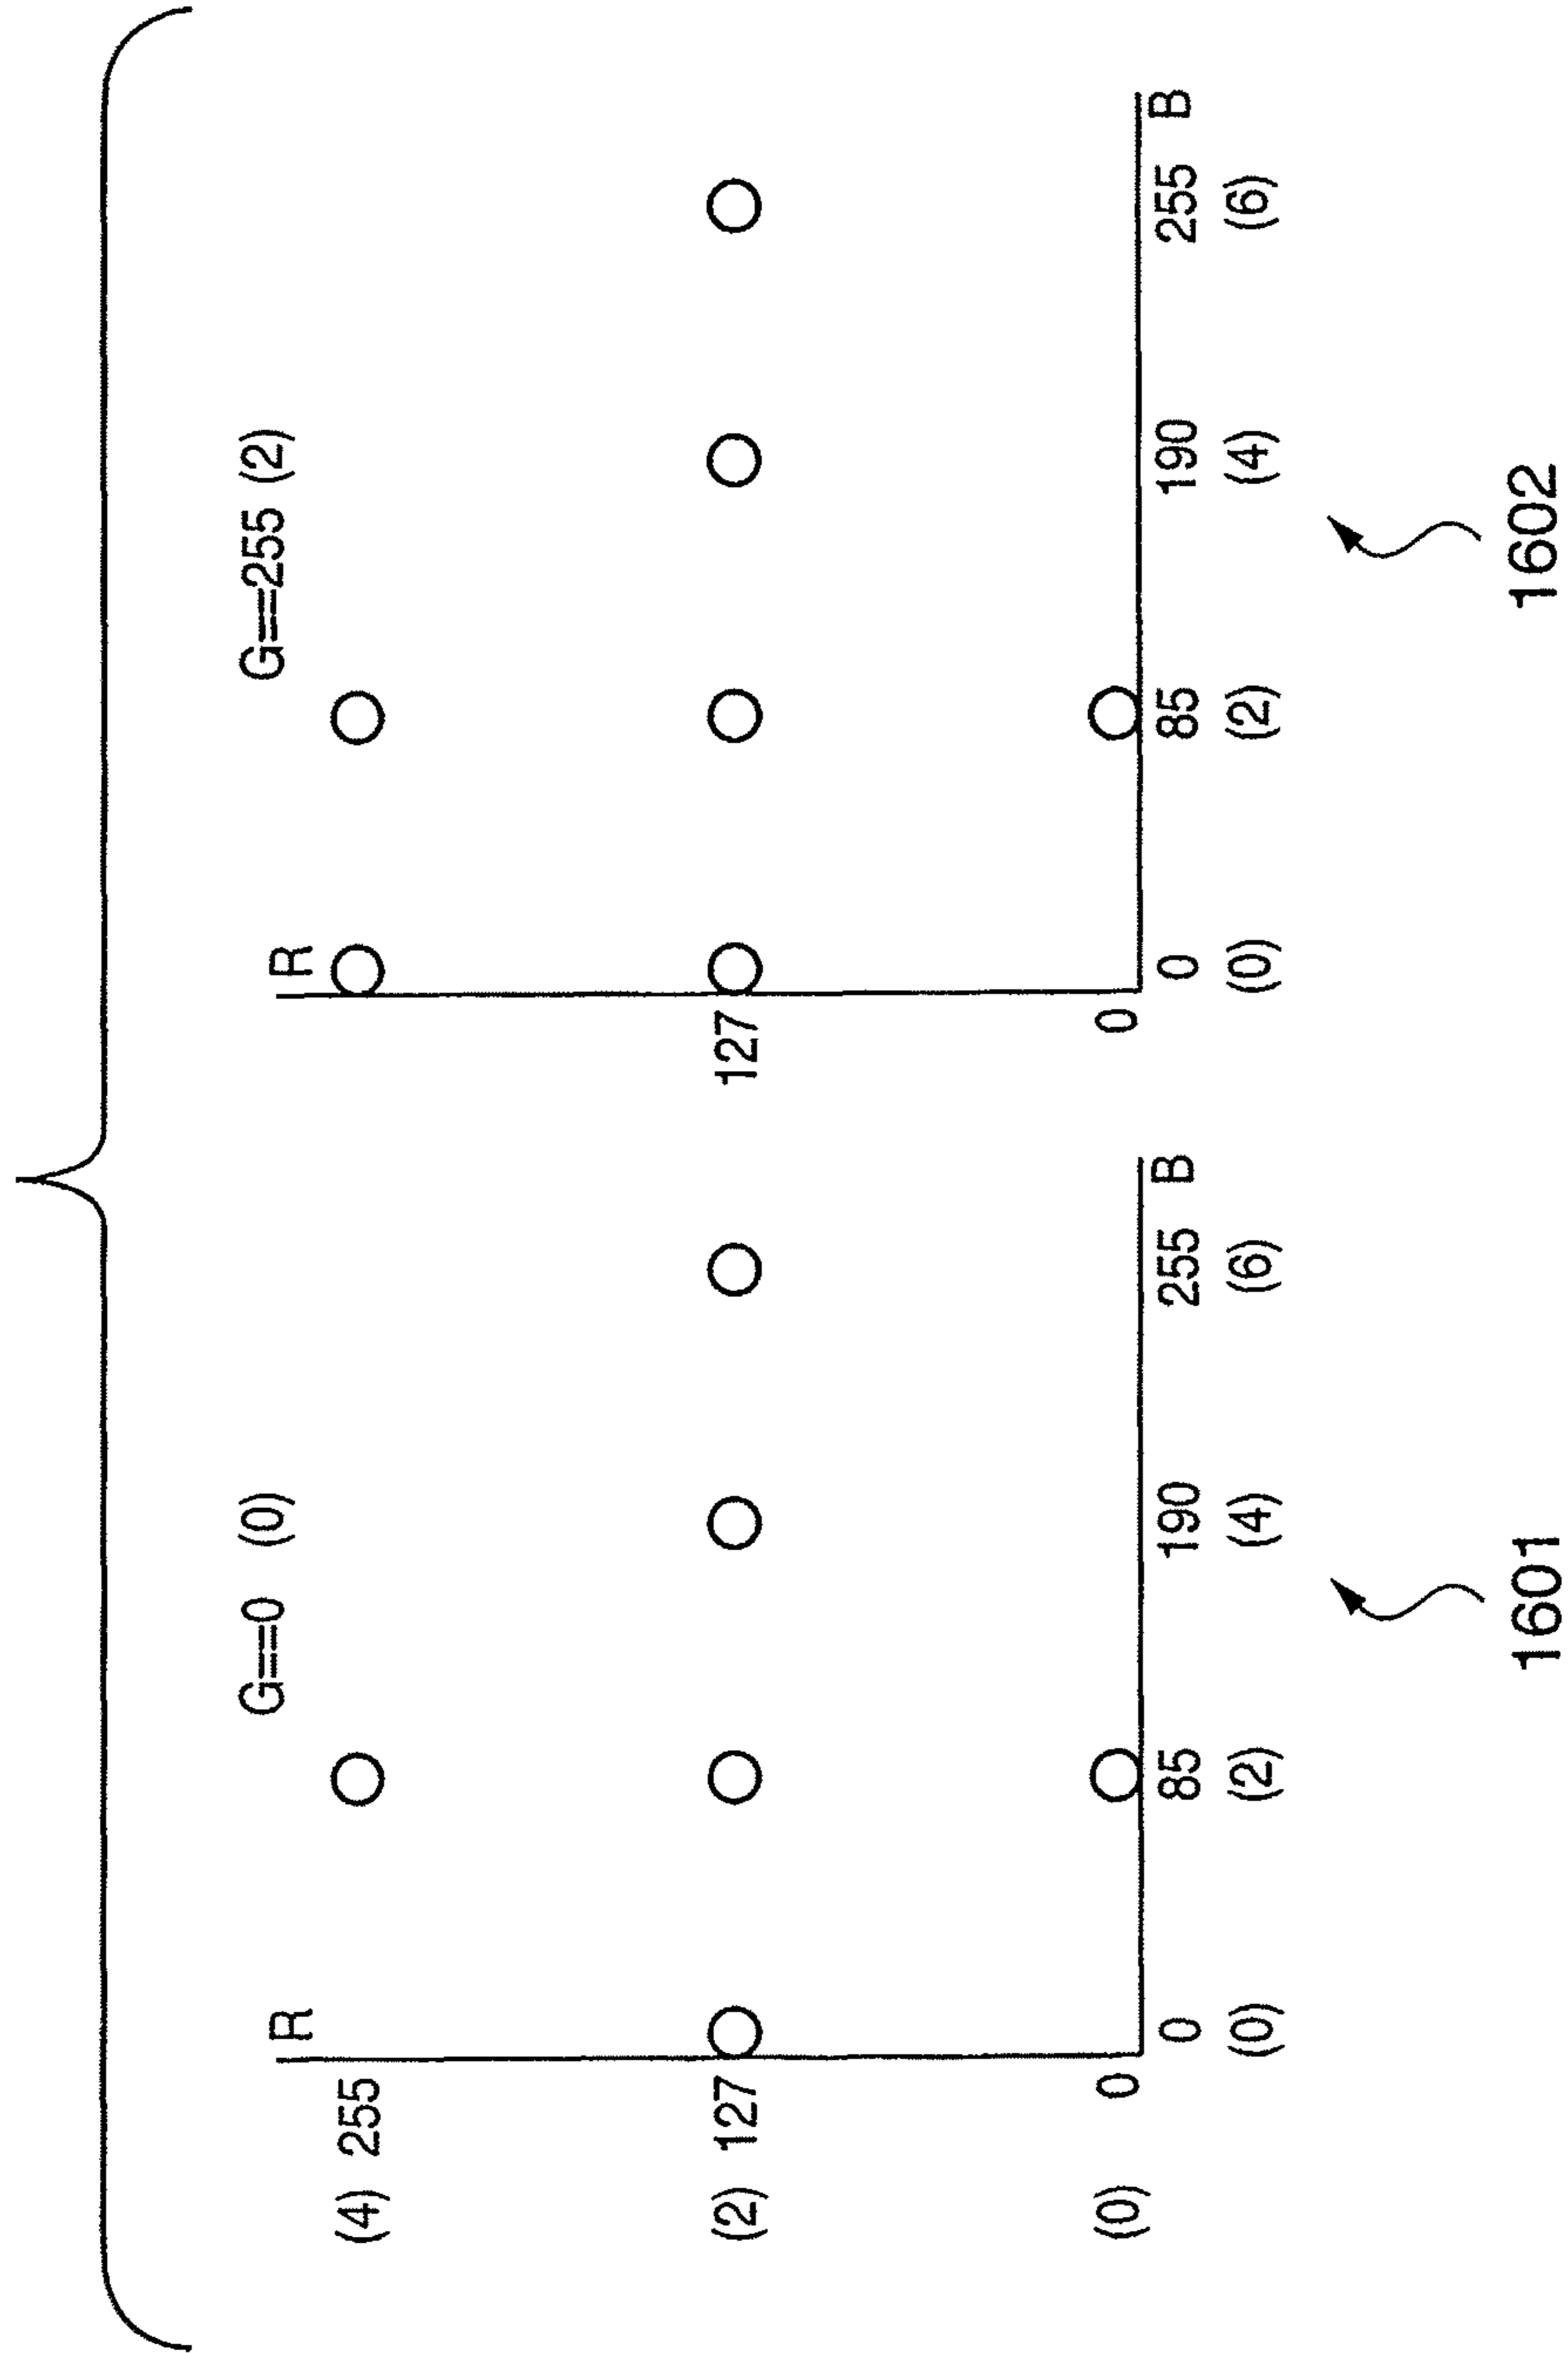 G==0 (0)
R
(4) 255
(2) 127
(0) 0
0 85 190 255 B
(0) (2) (4) (6)
1601
G==255 (2)
R
127
0
0 85 190 255 B
(0) (2) (4) (6)
1602